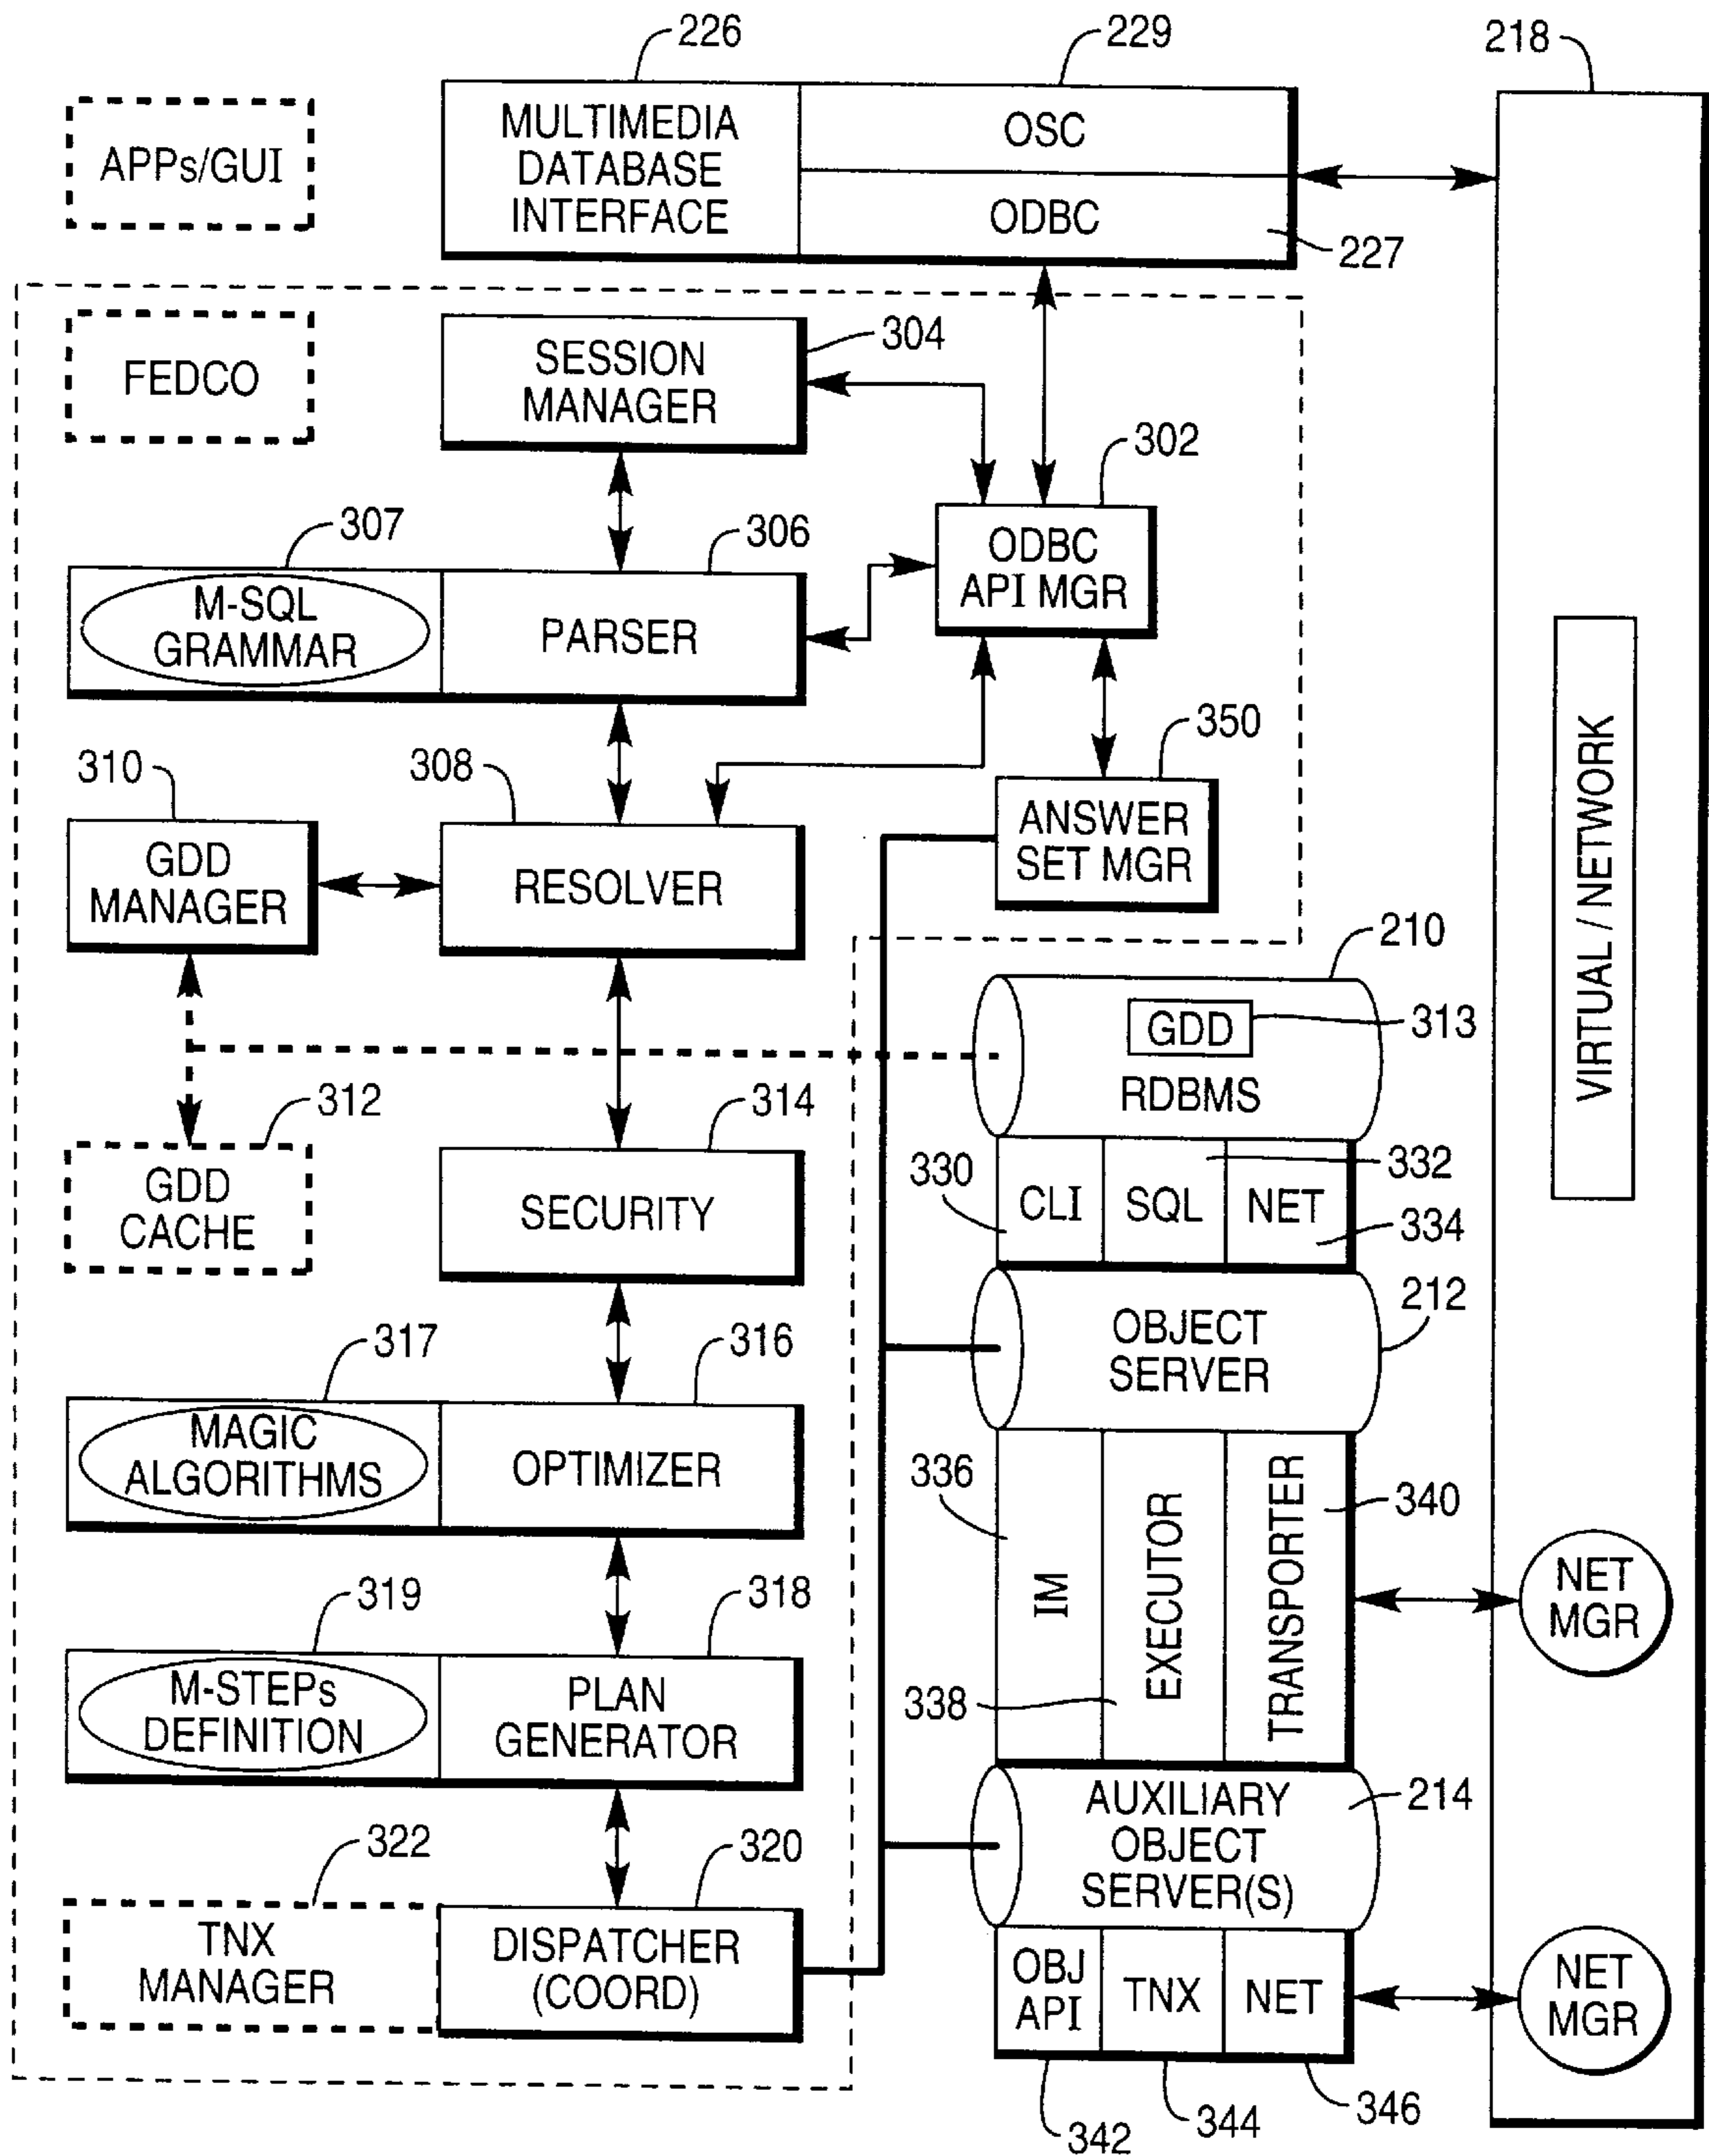 226
229
218
APPs/GUI
MULTIMEDIA
DATABASE
INTERFACE
OSC
ODBC
227
FEDCO
SESSION
MANAGER
304
302
307
306
ODBC
API MGR
M-SQL
GRAMMAR
PARSER
350
310
308
ANSWER
SET MGR
GDD
MANAGER
RESOLVER
VIRTUAL / NETWORK
210
GDD
313
RDBMS
312
314
332
330
CLI
SQL
NET
334
GDD
CACHE
SECURITY
212
OBJECT
SERVER
317
316
MAGIC
ALGORITHMS
OPTIMIZER
336
340
IM
EXECUTOR
TRANSPORTER
NET
MGR
319
318
338
M-STEPs
DEFINITION
PLAN
GENERATOR
AUXILIARY
OBJECT
SERVER(S)
214
322
320
TNX
MANAGER
DISPATCHER
(COORD)
OBJ
API
TNX
NET
NET
MGR
342
344
346